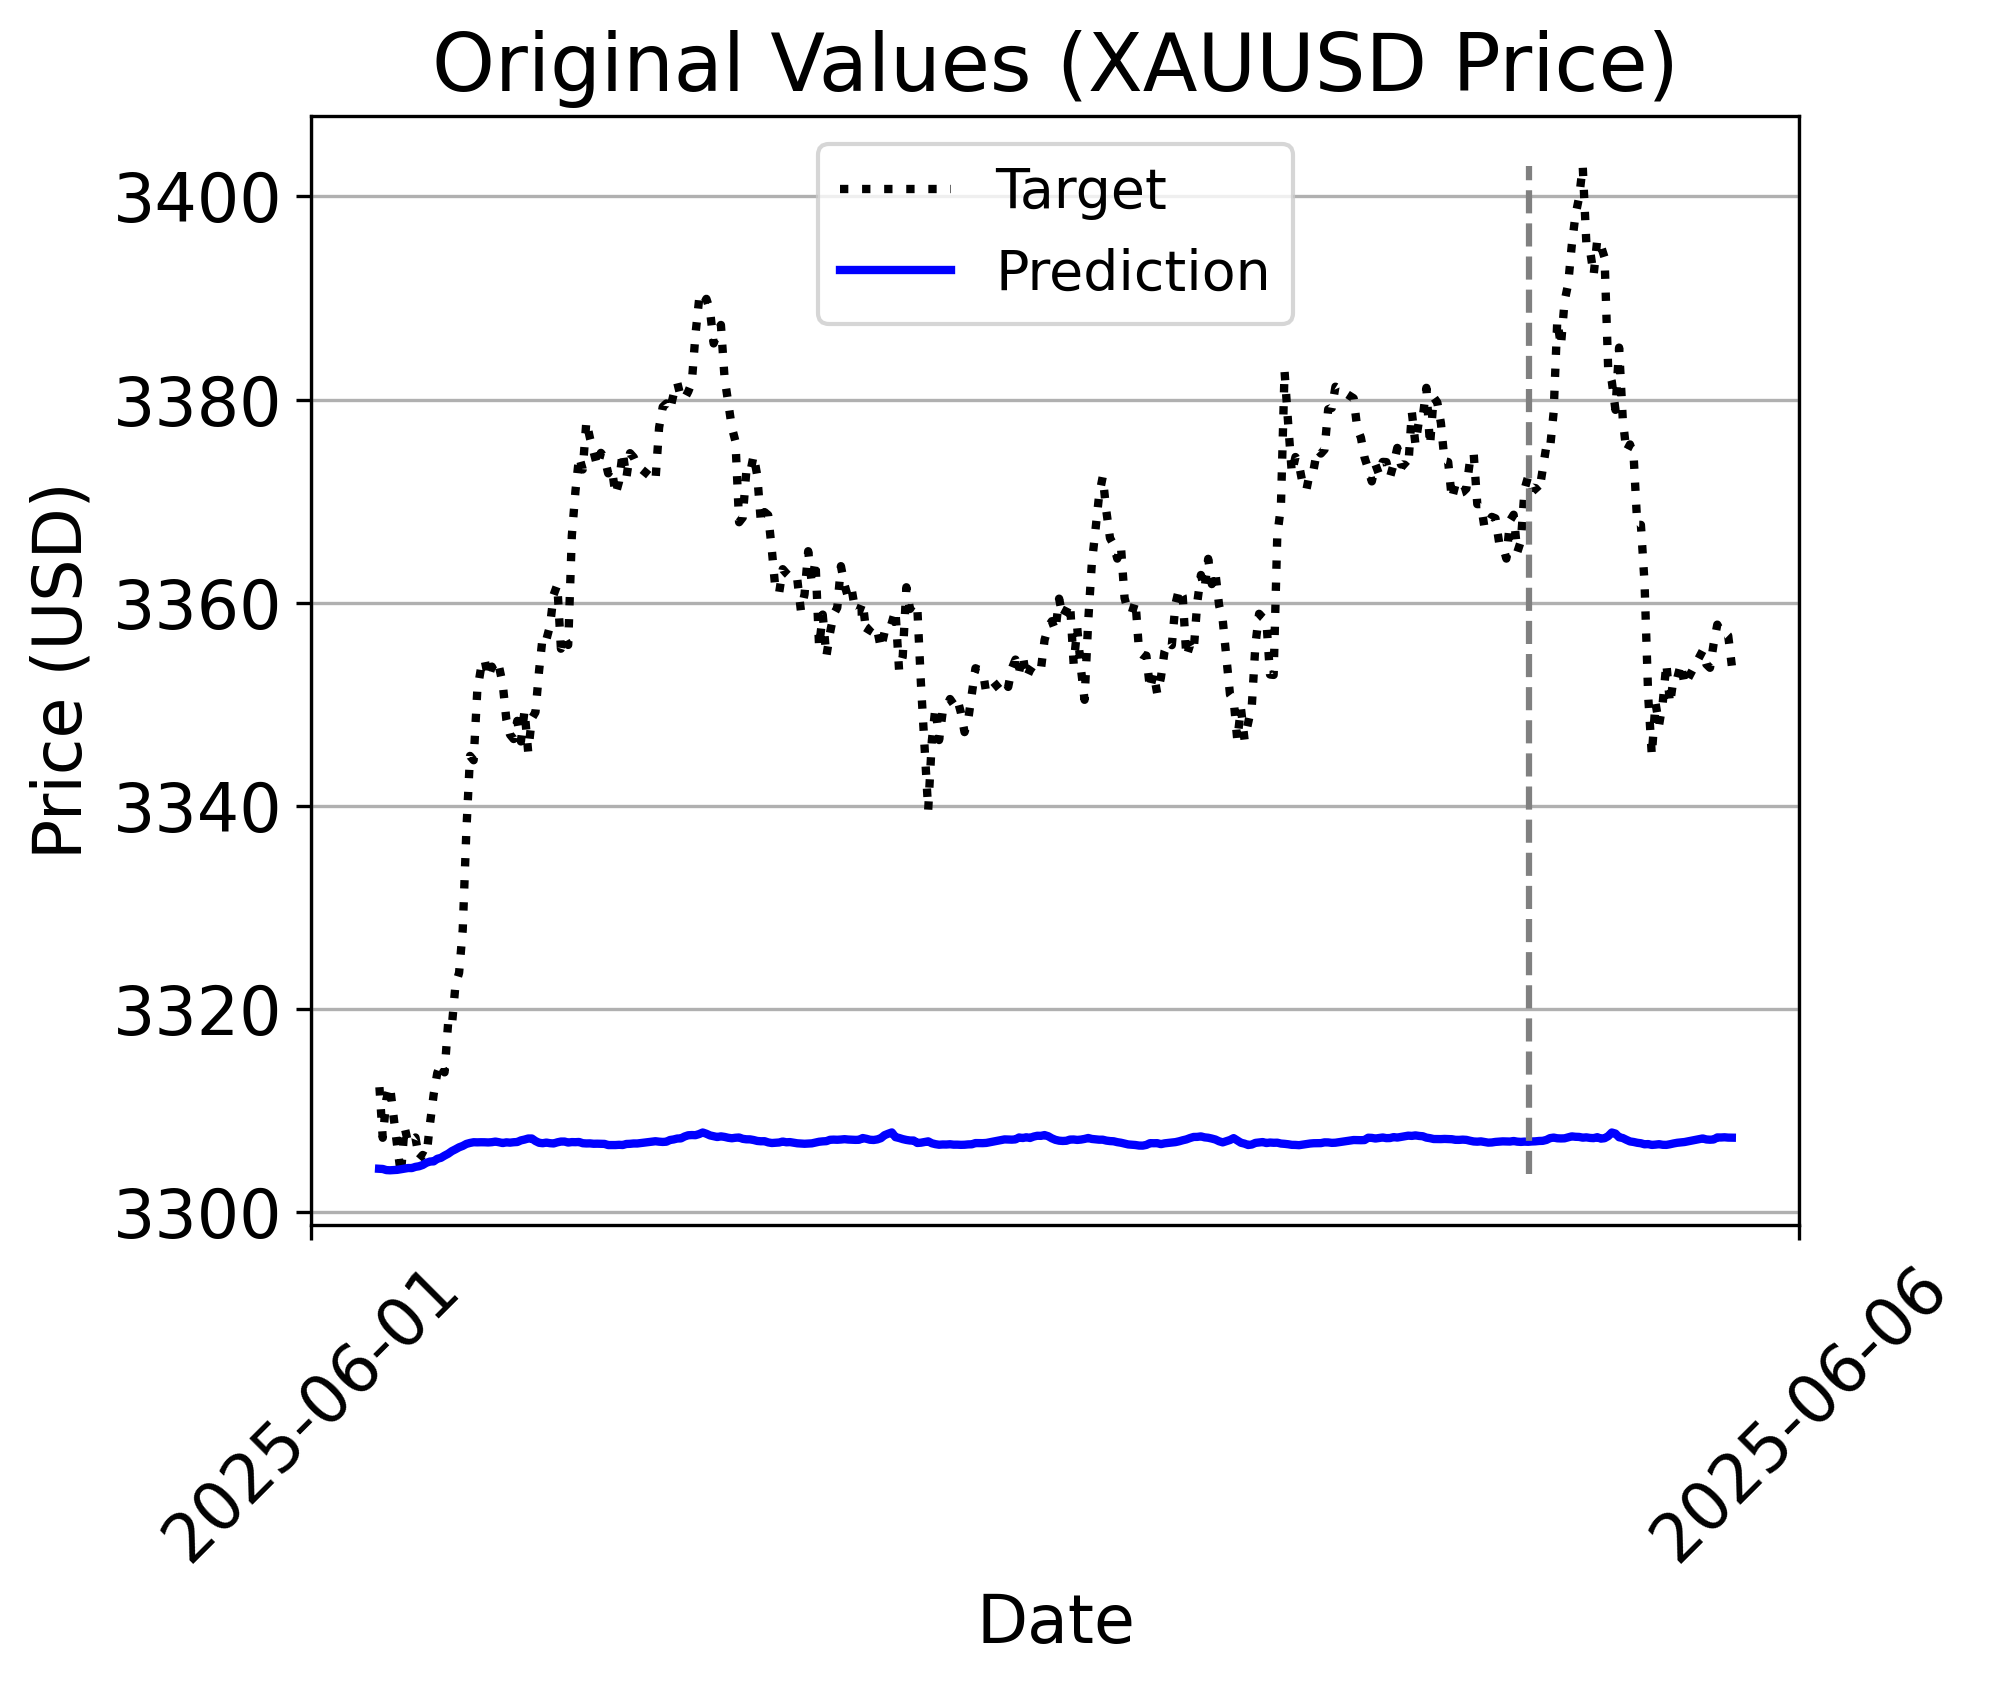 Original Values (XAUUSD Price)
Target
Prediction
Price (USD)
3400
3380
3360
3340
3320
3300
2025-06-01
2025-06-06
Date